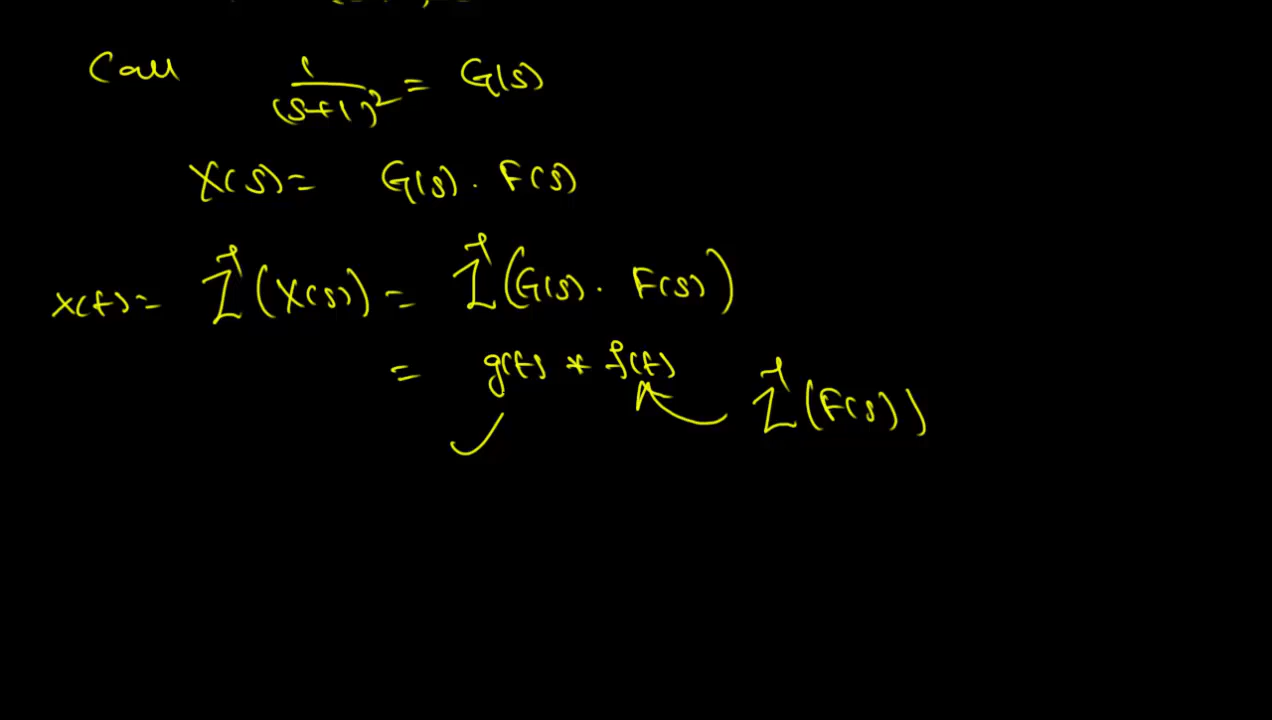 Call 1/(s+1)² = G(s)
X(s) = G(s) · F(s)
x(t) = L⁻¹(X(s)) = L⁻¹(G(s) · F(s))
= g(t) * f(t) L⁻¹(F(s))